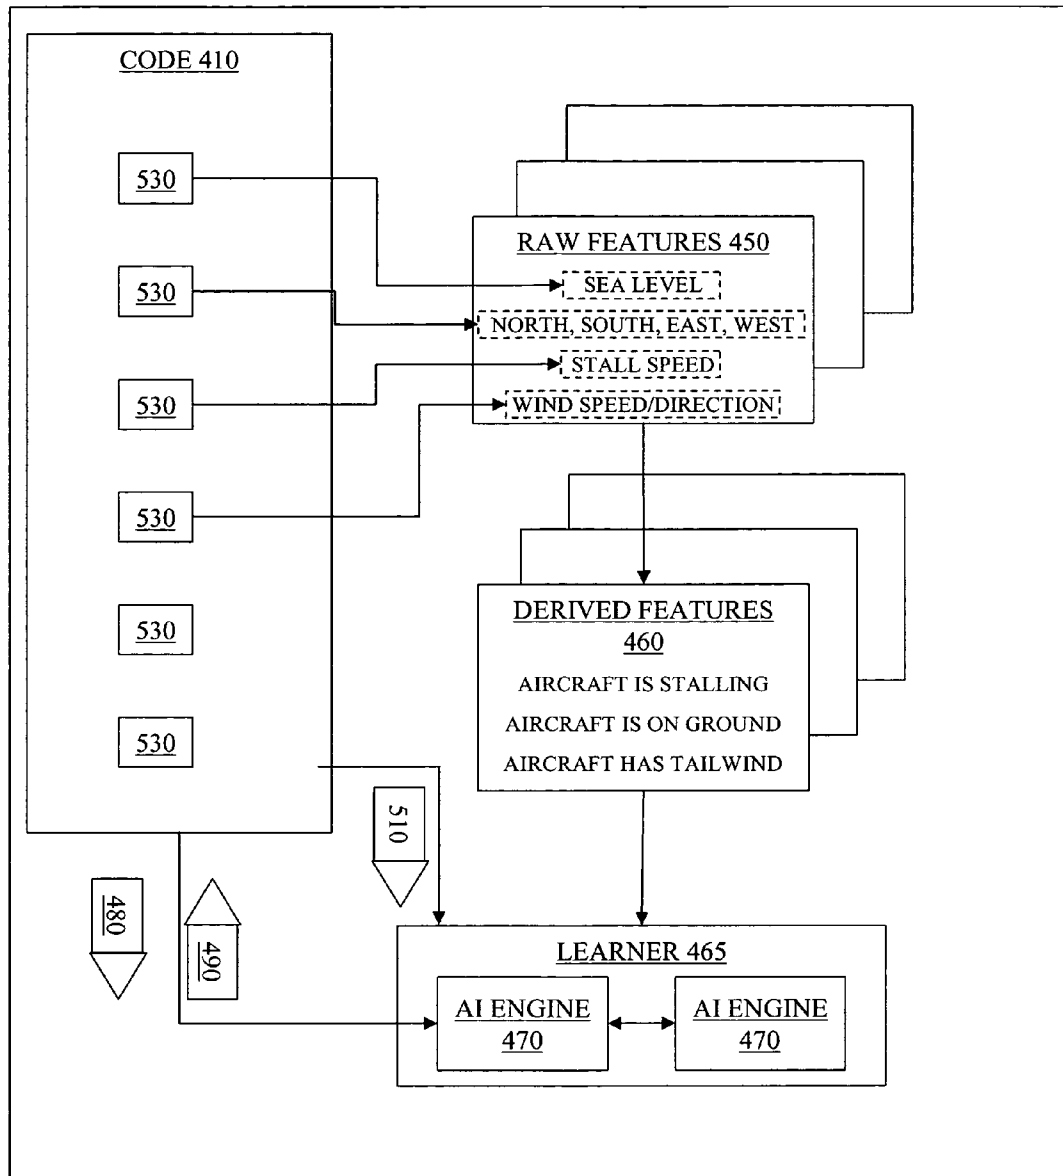 CODE 410
530
530
530
530
530
530
RAW FEATURES 450
SEA LEVEL
NORTH, SOUTH, EAST, WEST
STALL SPEED
WIND SPEED/DIRECTION
DERIVED FEATURES
460
AIRCRAFT IS STALLING
AIRCRAFT IS ON GROUND
AIRCRAFT HAS TAILWIND
510
480
490
LEARNER 465
AI ENGINE
470
AI ENGINE
470